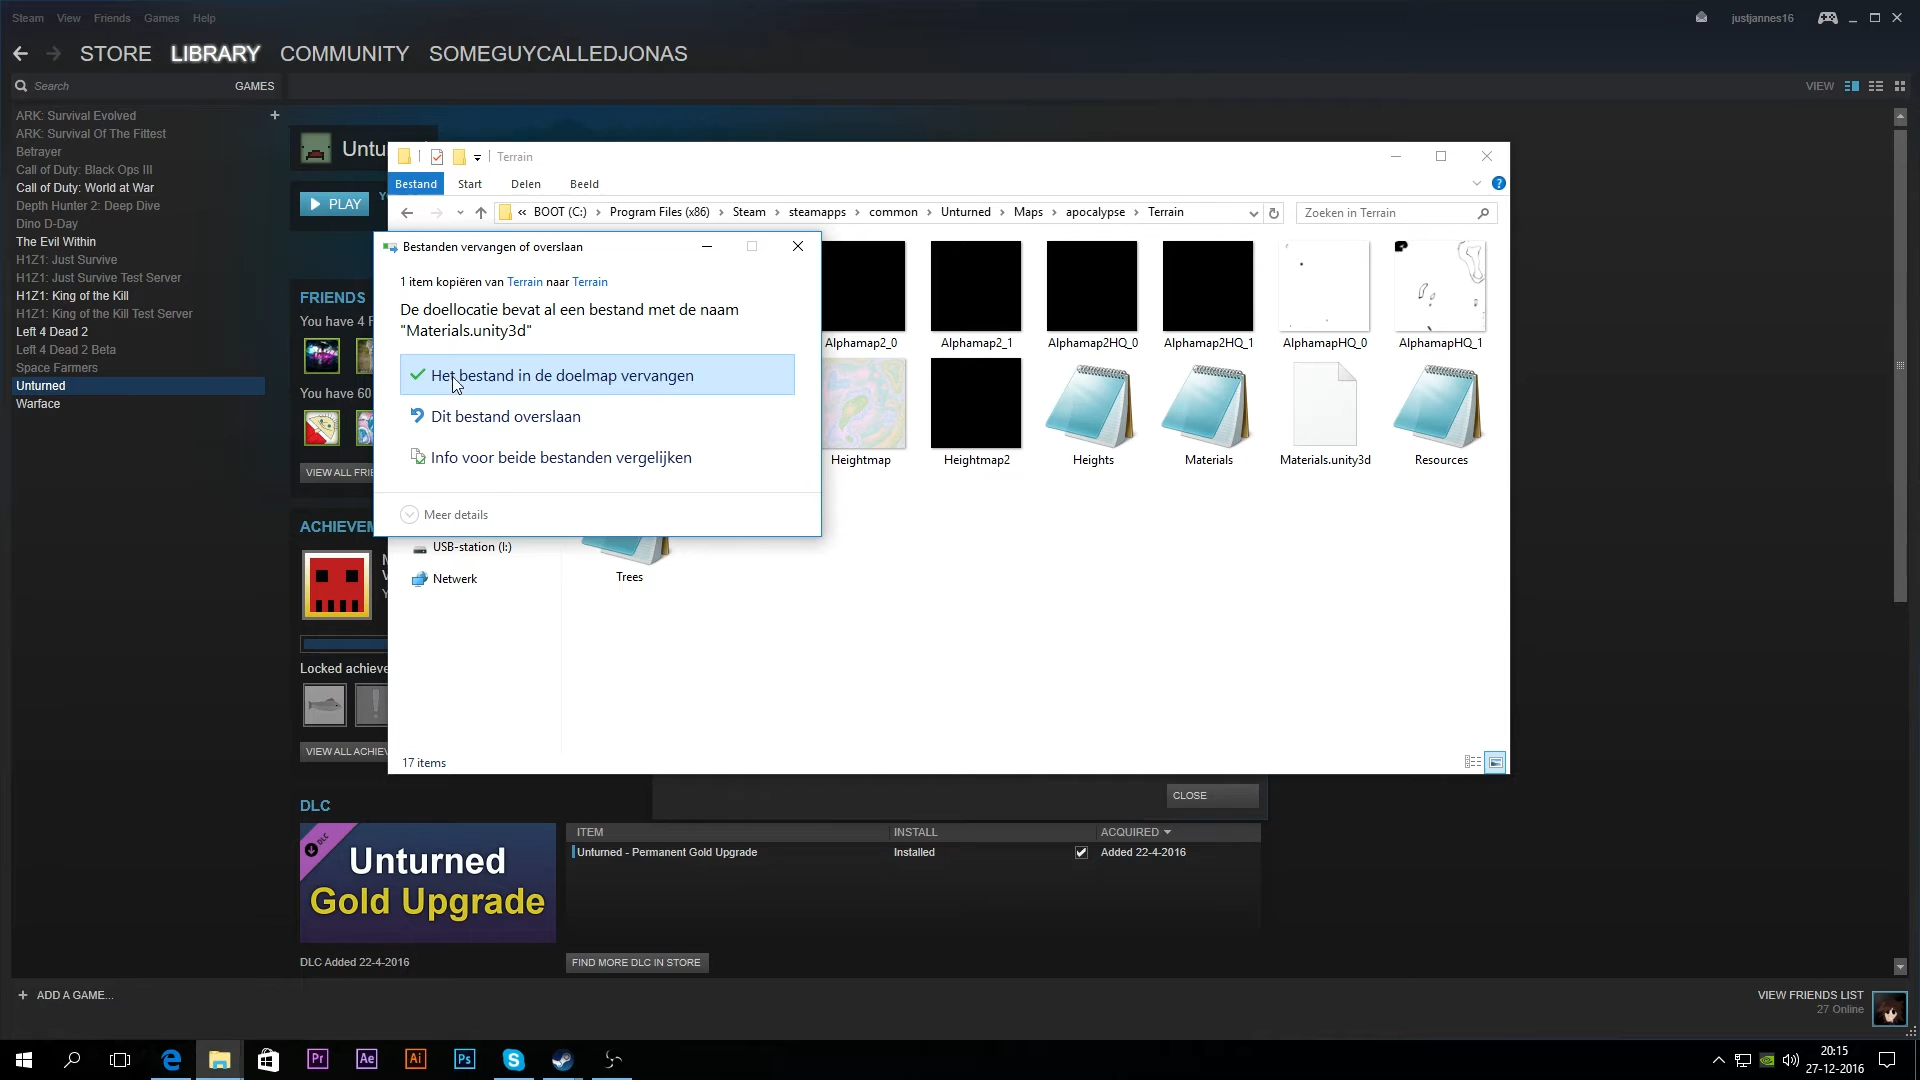 Steam View Friends Games Help
justjannes16
STORE LIBRARY COMMUNITY SOMEGUYCALLEDJONAS
Search GAMES
VIEW
ARK: Survival Evolved
ARK: Survival Of The Fittest
Betrayer
Call of Duty: Black Ops III
Call of Duty: World at War
Depth Hunter 2: Deep Dive
Dino D-Day
The Evil Within
H1Z1: Just Survive
H1Z1: Just Survive Test Server
H1Z1: King of the Kill
H1Z1: King of the Kill Test Server
Left 4 Dead 2
Left 4 Dead 2 Beta
Space Farmers
Unturned
Warface
PLAY
FRIENDS
You have 4
You have 60
VIEW ALL
Locked
VIEW ALL
Terrain
Bestand Start Delen Beeld
« BOOT (C:) Program Files (x86) Steam steamapps common Unturned Maps apocalypse Terrain
Zoeken in Terrain
Bestanden vervangen of overslaan
1 item kopiëren van Terrain naar Terrain
De doellocatie bevat al een bestand met de naam
"Materials.unity3d"
Het bestand in de doelmap vervangen
Dit bestand overslaan
Info voor beide bestanden vergelijken
Meer details
Alphamap2_0 Alphamap2_1 Alphamap2HQ_0 Alphamap2HQ_1 AlphamapHQ_0 AlphamapHQ_1
Heightmap Heightmap2 Heights Materials Materials.unity3d Resources
USB-station (I:)
Netwerk
Trees
17 items
CLOSE
DLC
DLC
Unturned
Gold Upgrade
DLC Added 22-4-2016
ITEM INSTALL ACQUIRED
Unturned - Permanent Gold Upgrade Installed Added 22-4-2016
FIND MORE DLC IN STORE
+ ADD A GAME...
VIEW FRIENDS LIST
27 Online
Pr Ae Ai Ps
20:15
27-12-2016